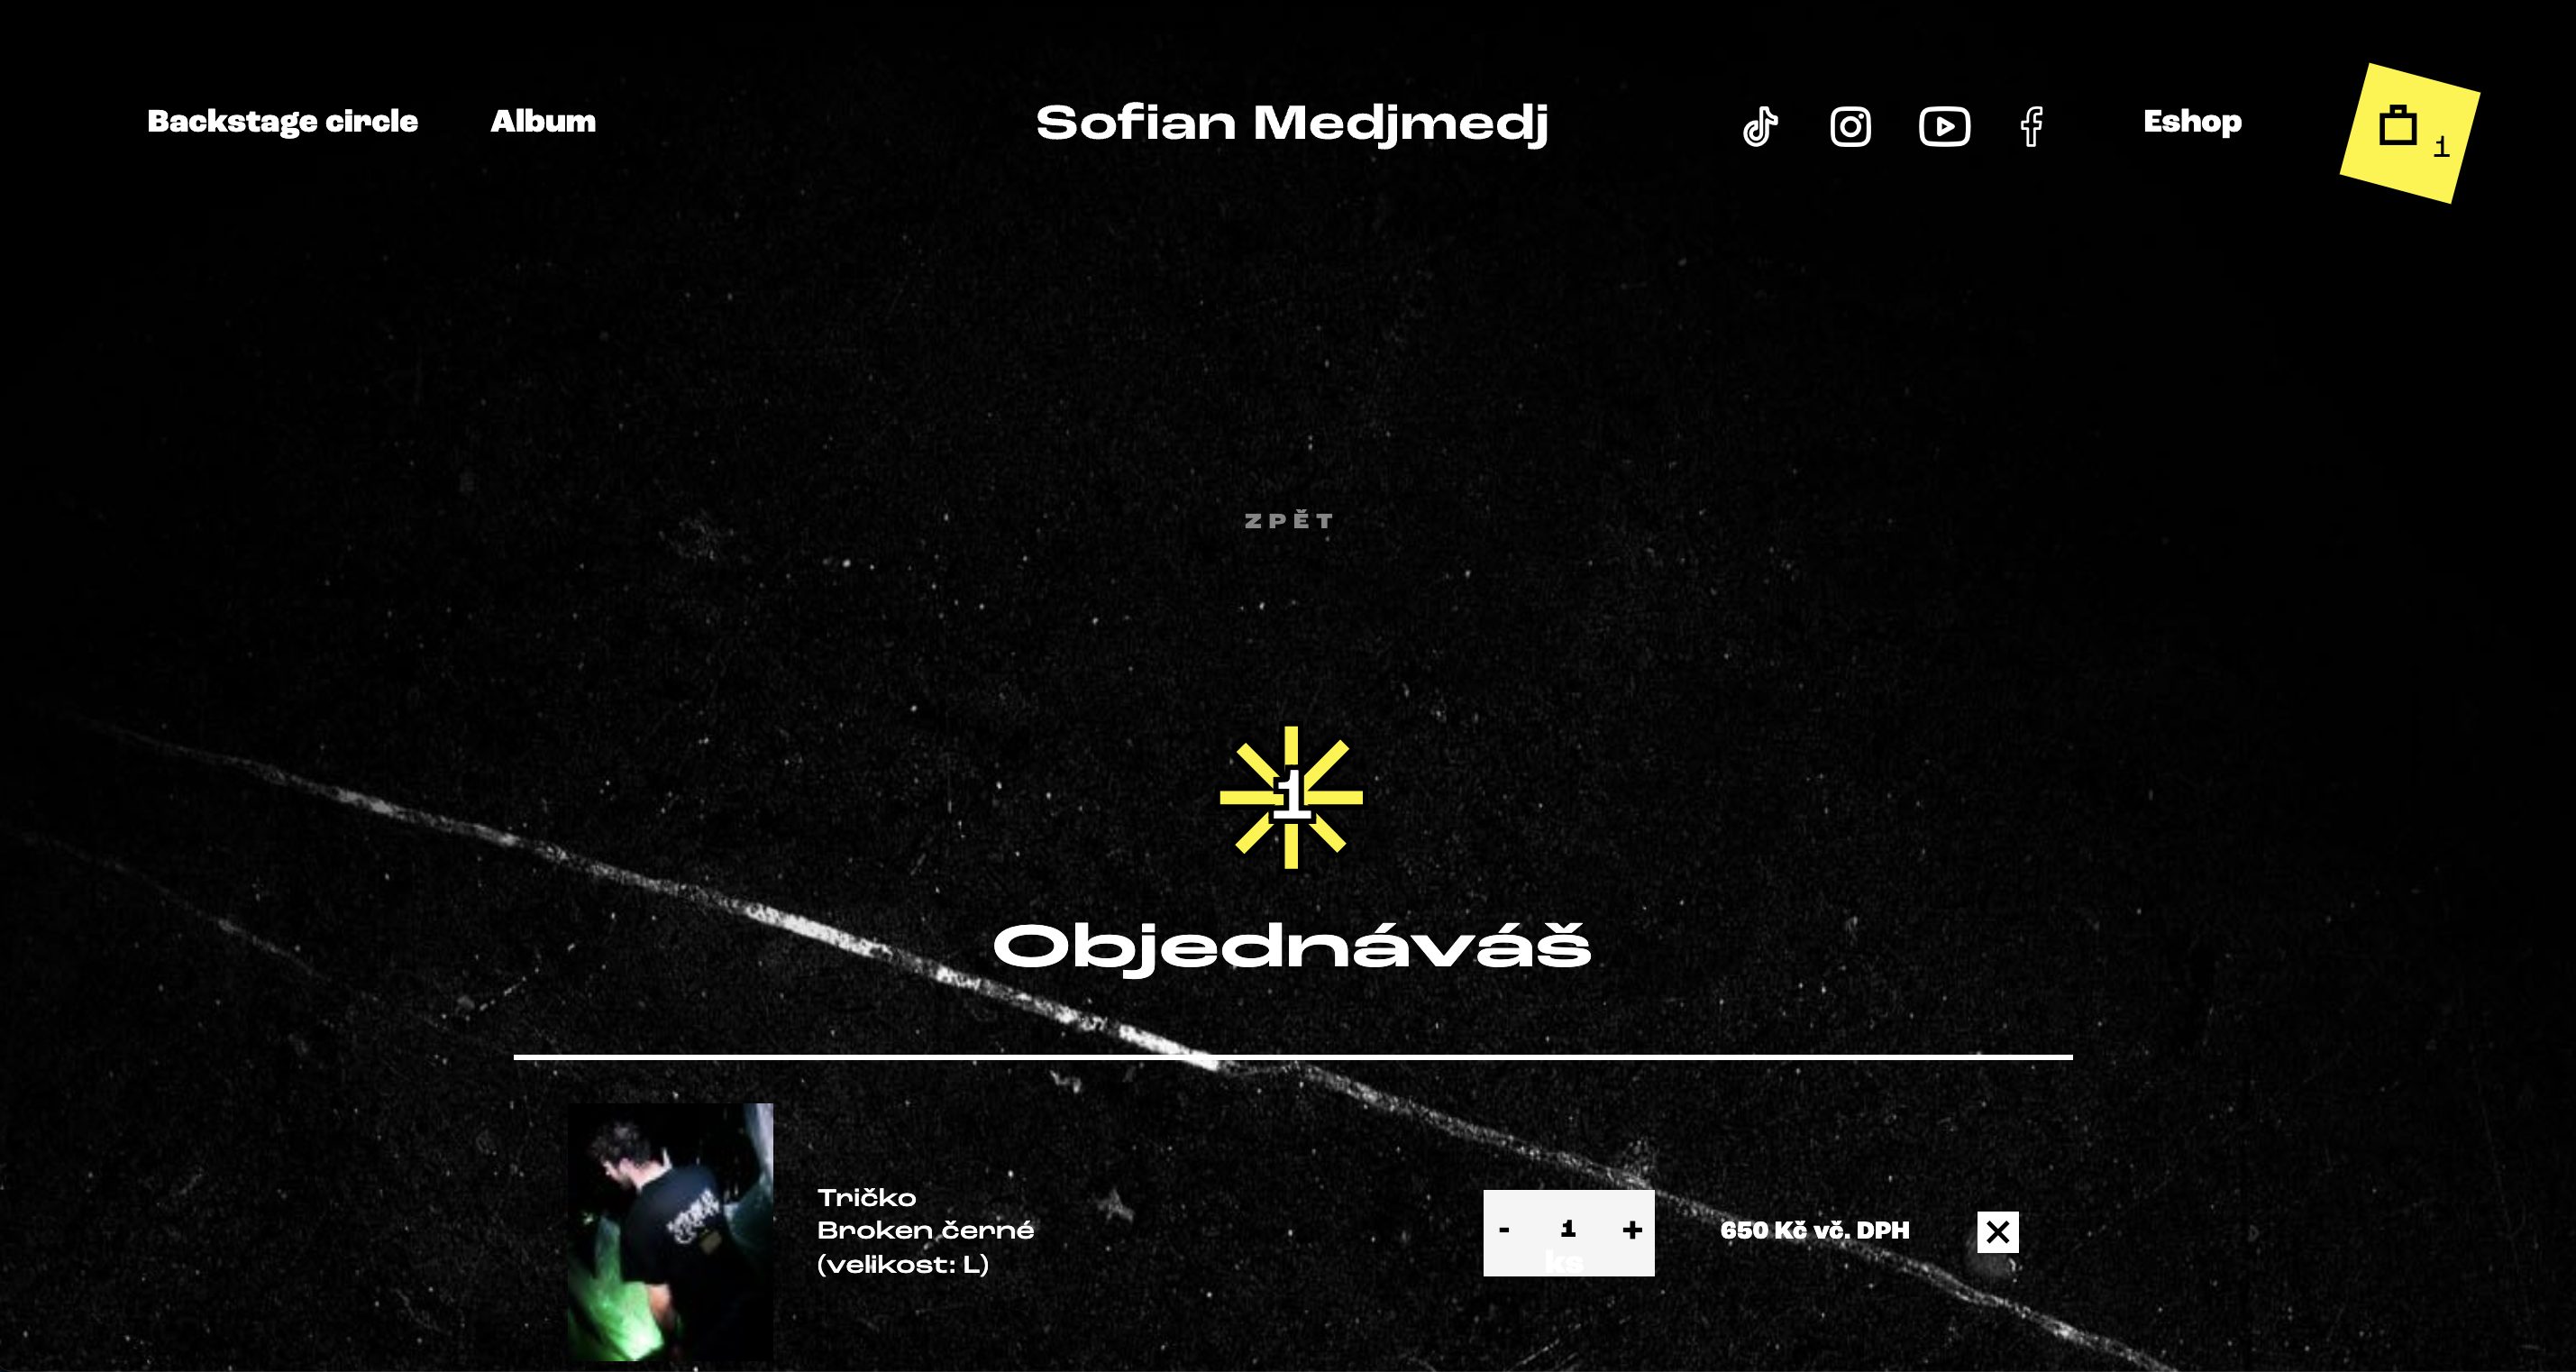 Backstage circle
Album
Sofian Medjmedj
Eshop
1
ZPĚT
1
Objednáváš
Tričko
Broken černé
(velikost: L)
- 1 +
ks
650 Kč vč. DPH